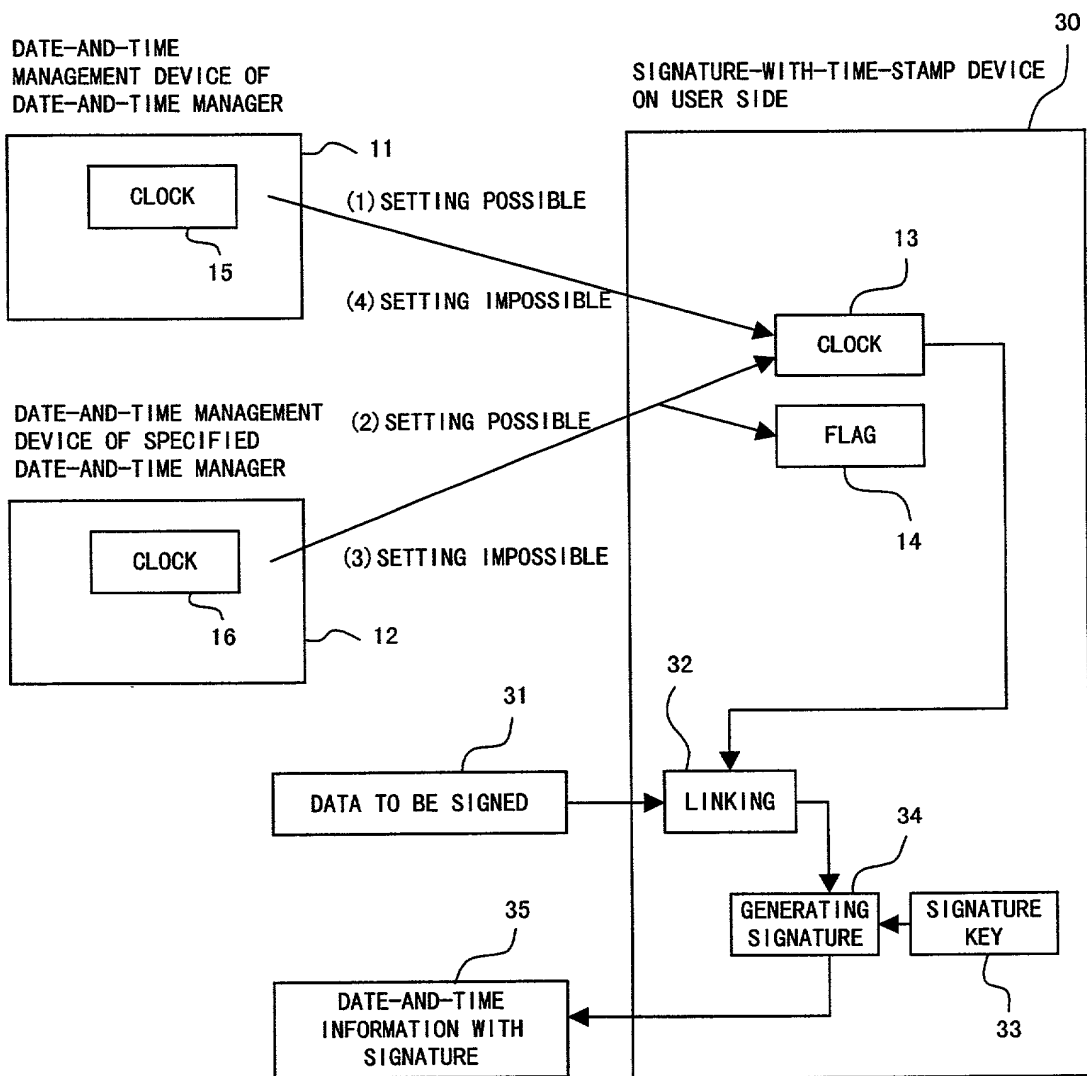 30
DATE-AND-TIME
MANAGEMENT DEVICE OF
DATE-AND-TIME MANAGER
SIGNATURE-WITH-TIME-STAMP DEVICE
ON USER SIDE
11
CLOCK
15
(1)SETTING POSSIBLE
(4)SETTING IMPOSSIBLE
13
CLOCK
DATE-AND-TIME MANAGEMENT
DEVICE OF SPECIFIED
DATE-AND-TIME MANAGER
(2)SETTING POSSIBLE
FLAG
14
CLOCK
16
(3)SETTING IMPOSSIBLE
12
31
DATA TO BE SIGNED
32
LINKING
34
GENERATING
SIGNATURE
SIGNATURE
KEY
33
35
DATE-AND-TIME
INFORMATION WITH
SIGNATURE